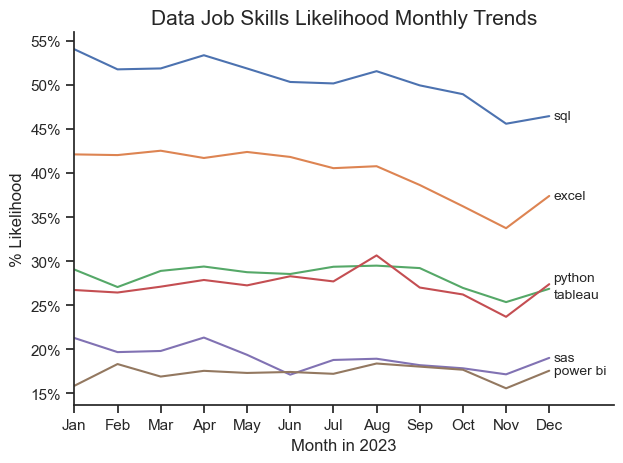 Data Job Skills Likelihood Monthly Trends
55%
50%
45%
40%
35%
30%
25%
20%
15%
% Likelihood
sql
excel
python
tableau
sas
power bi
Jan Feb Mar Apr May Jun Jul Aug Sep Oct Nov Dec
Month in 2023